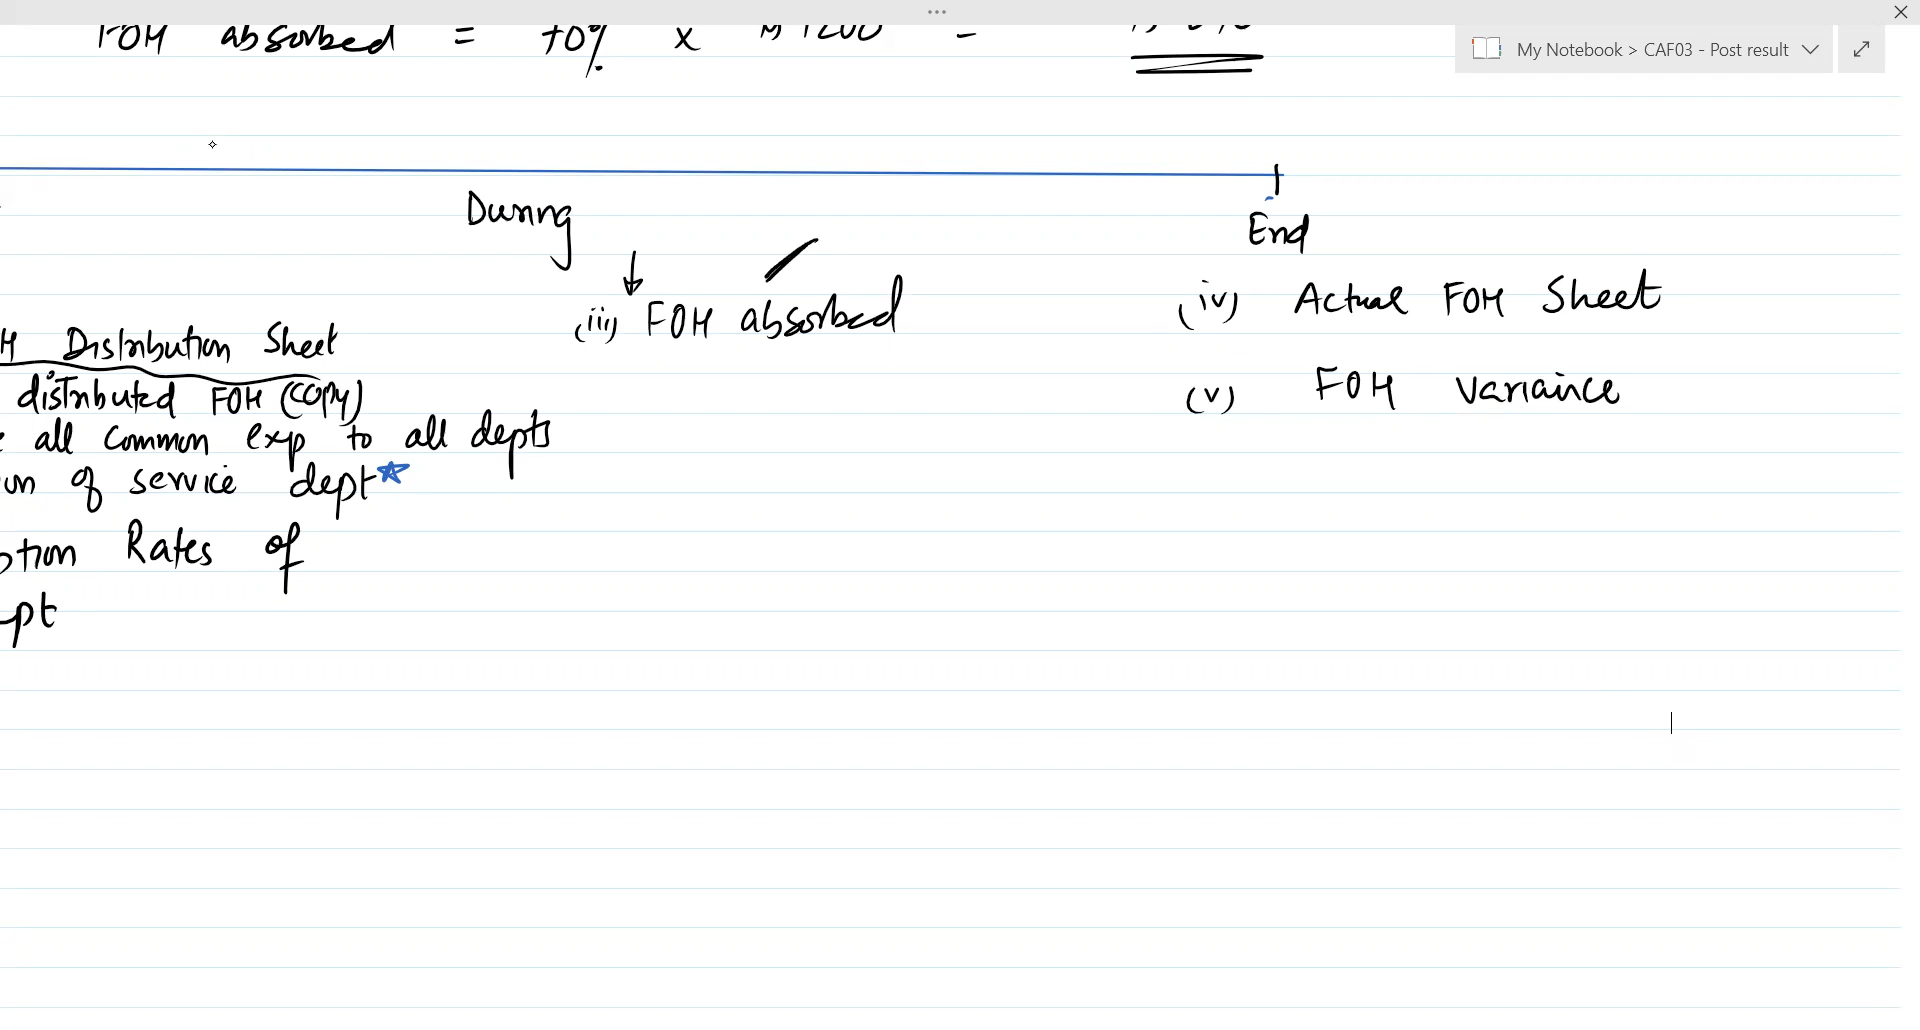 My Notebook > CAF03 - Post result
FOH absorbed = 70% x
During
End
(iii) FOH absorbed
(iv) Actual FOH Sheet
(v) FOH Variance
H Distribution Sheet
distributed FOH (copy)
all common exp to all depts
of service dept
Rates of
pt